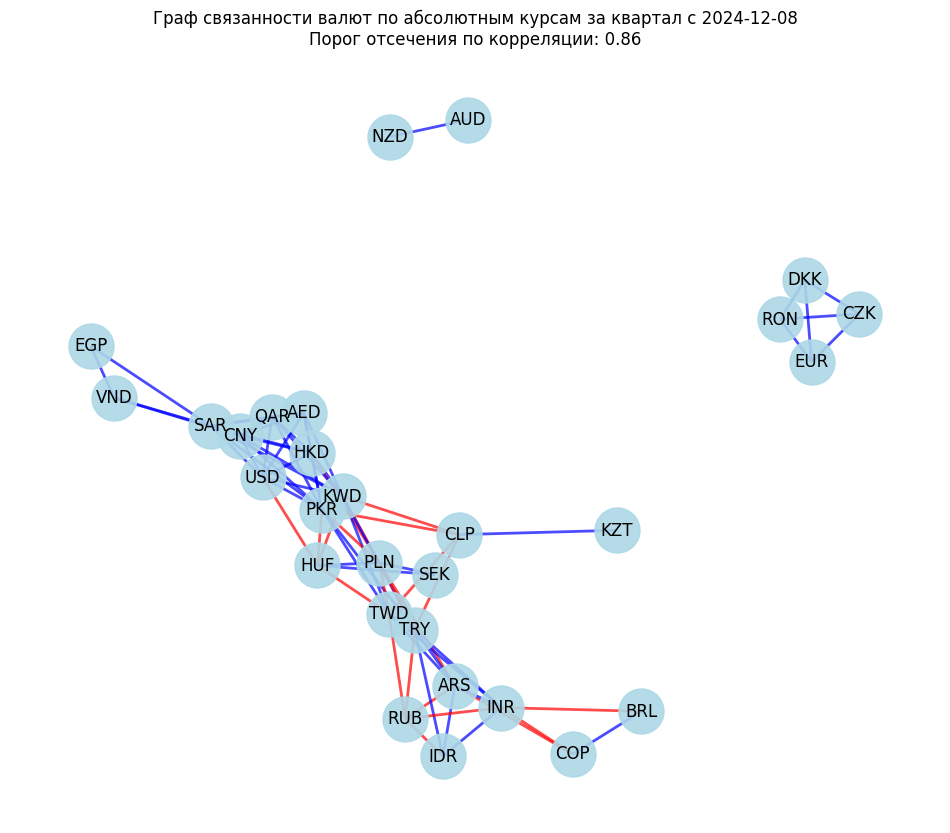 Граф связанности валют по абсолютным курсам за квартал с 2024-12-08
Порог отсечения по корреляции: 0.86
AUD
NZD
DKK
CZK
RON
EGP
EUR
VND
AED
QAR
SAR
CNY
HKD
USD
KWD
PKR
KZT
CLP
PLN
HUF
SEK
TWD
TRY
ARS
INR
BRL
RUB
COP
IDR